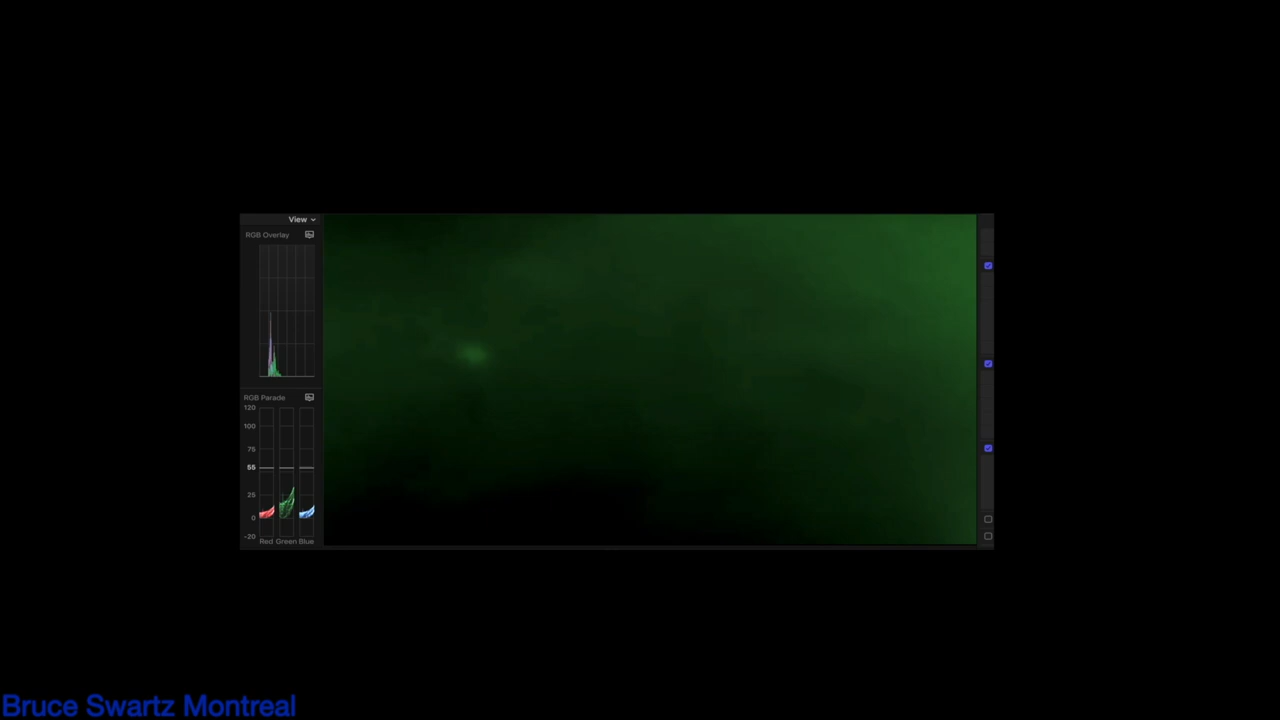 View
RGB Overlay
RGB Parade
120
100
75
55
25
0
-20
Red Green Blue
Bruce Swartz Montreal